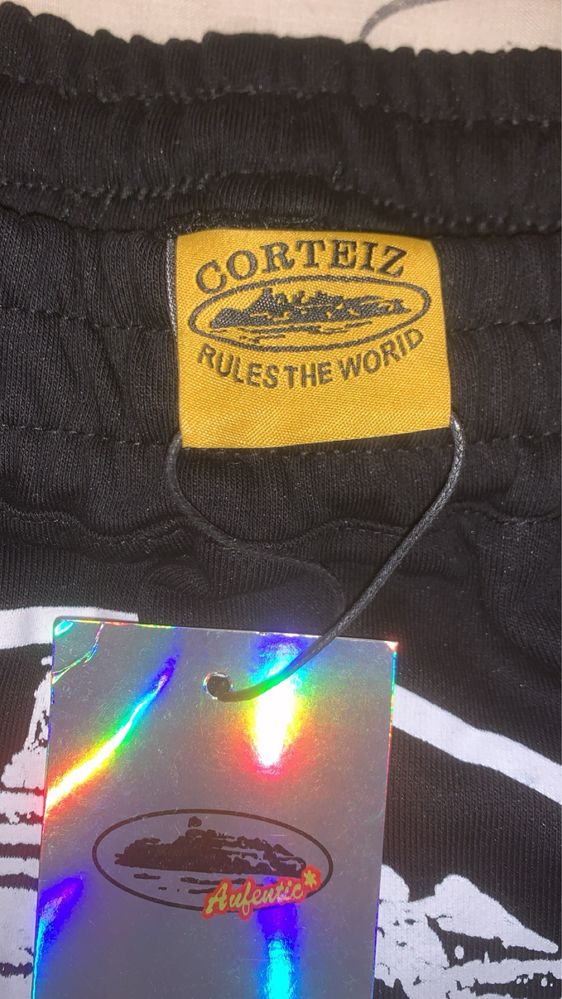 CORTEIZ
RULES THE WORLD
Aufentic*